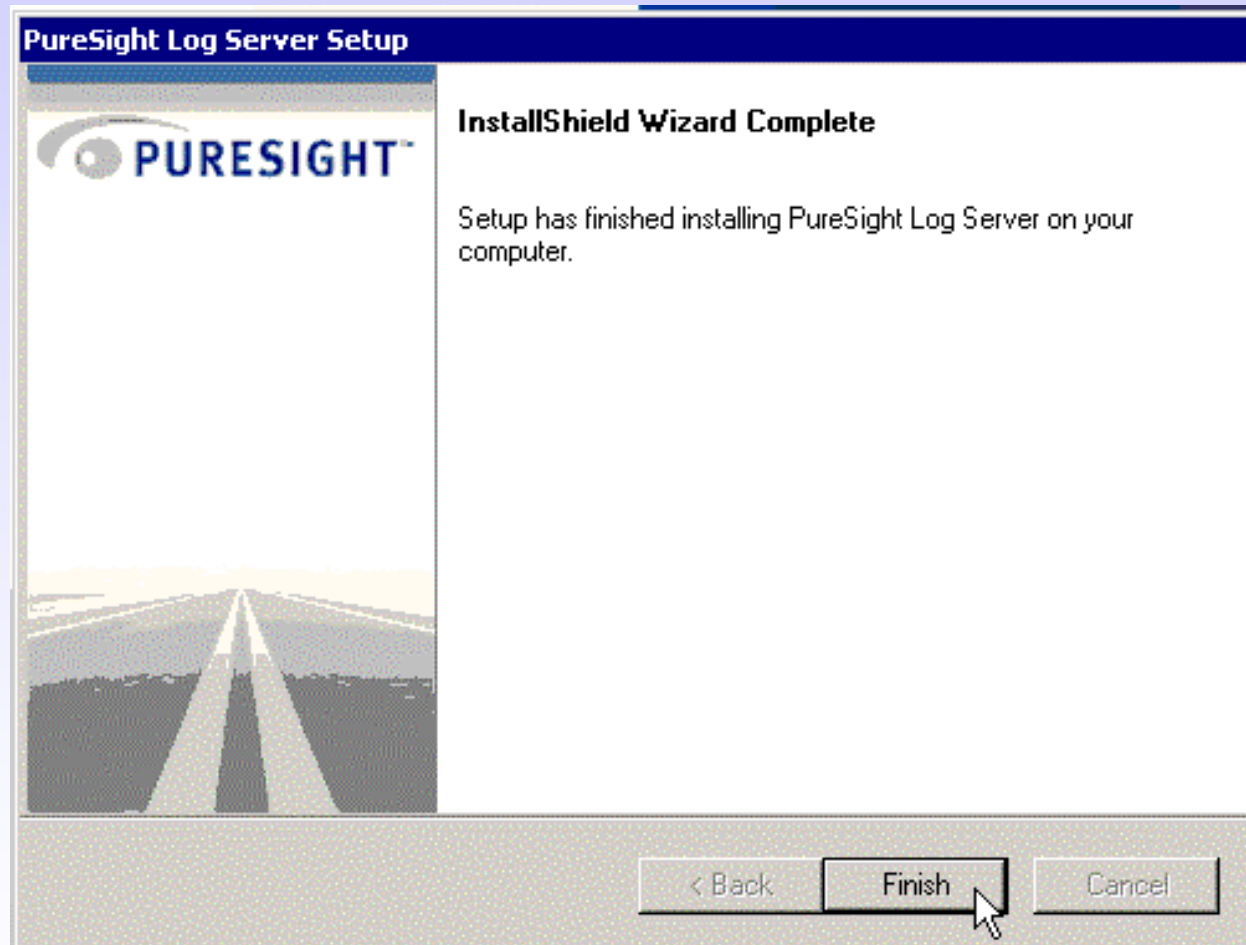 PureSight Log Server Setup
PURESIGHT™
InstallShield Wizard Complete
Setup has finished installing PureSight Log Server on your
computer.
< Back
Finish
Cancel